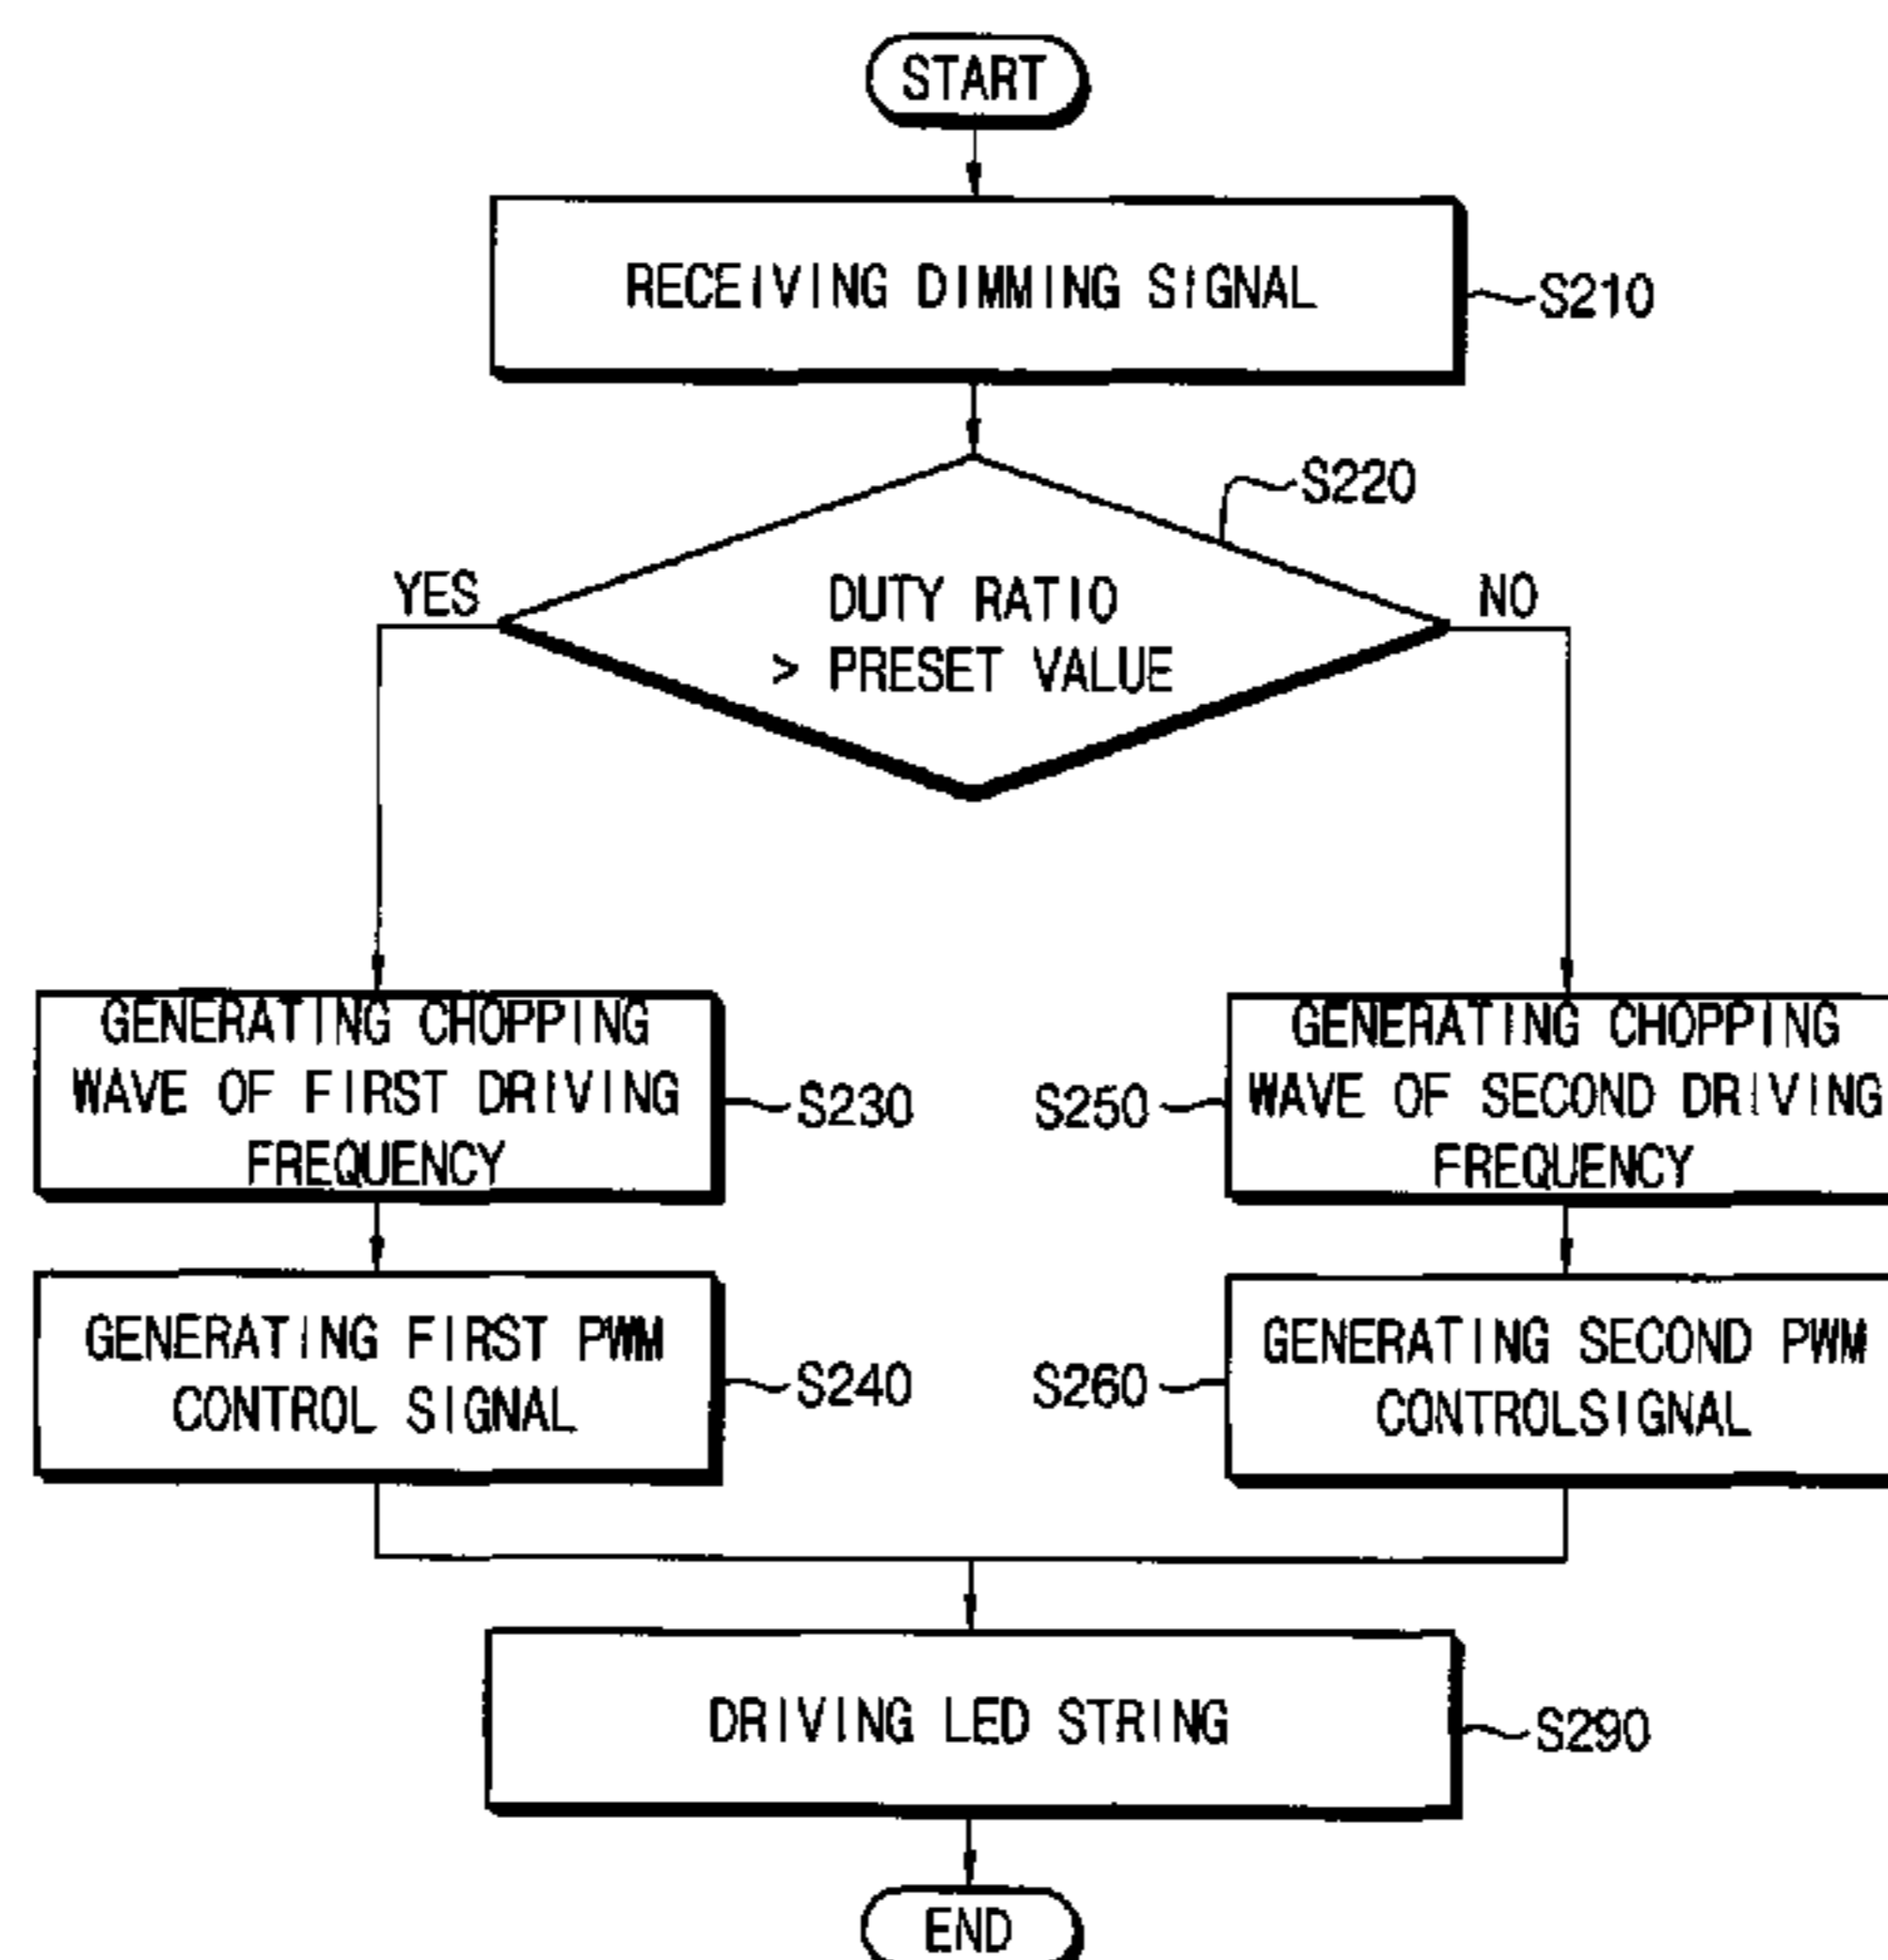 START
RECEIVING DIMMING SIGNAL
S210
S220
YES
DUTY RATIO
> PRESET VALUE
NO
GENERATING CHOPPING
WAVE OF FIRST DRIVING
FREQUENCY
S230
S250
GENERATING CHOPPING
WAVE OF SECOND DRIVING
FREQUENCY
GENERATING FIRST PWM
CONTROL SIGNAL
S240
S260
GENERATING SECOND PWM
CONTROLSIGNAL
DRIVING LED STRING
S290
END